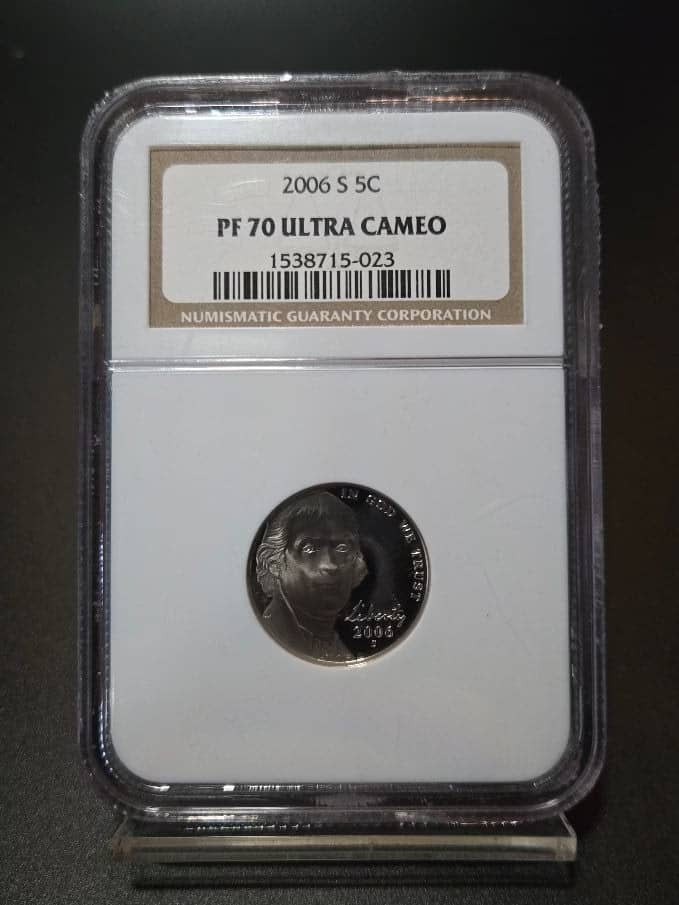 2006 S 5C
PF 70 ULTRA CAMEO
1538715-023
NUMISMATIC GUARANTY CORPORATION
IN GOD WE TRUST
Liberty
2006
S